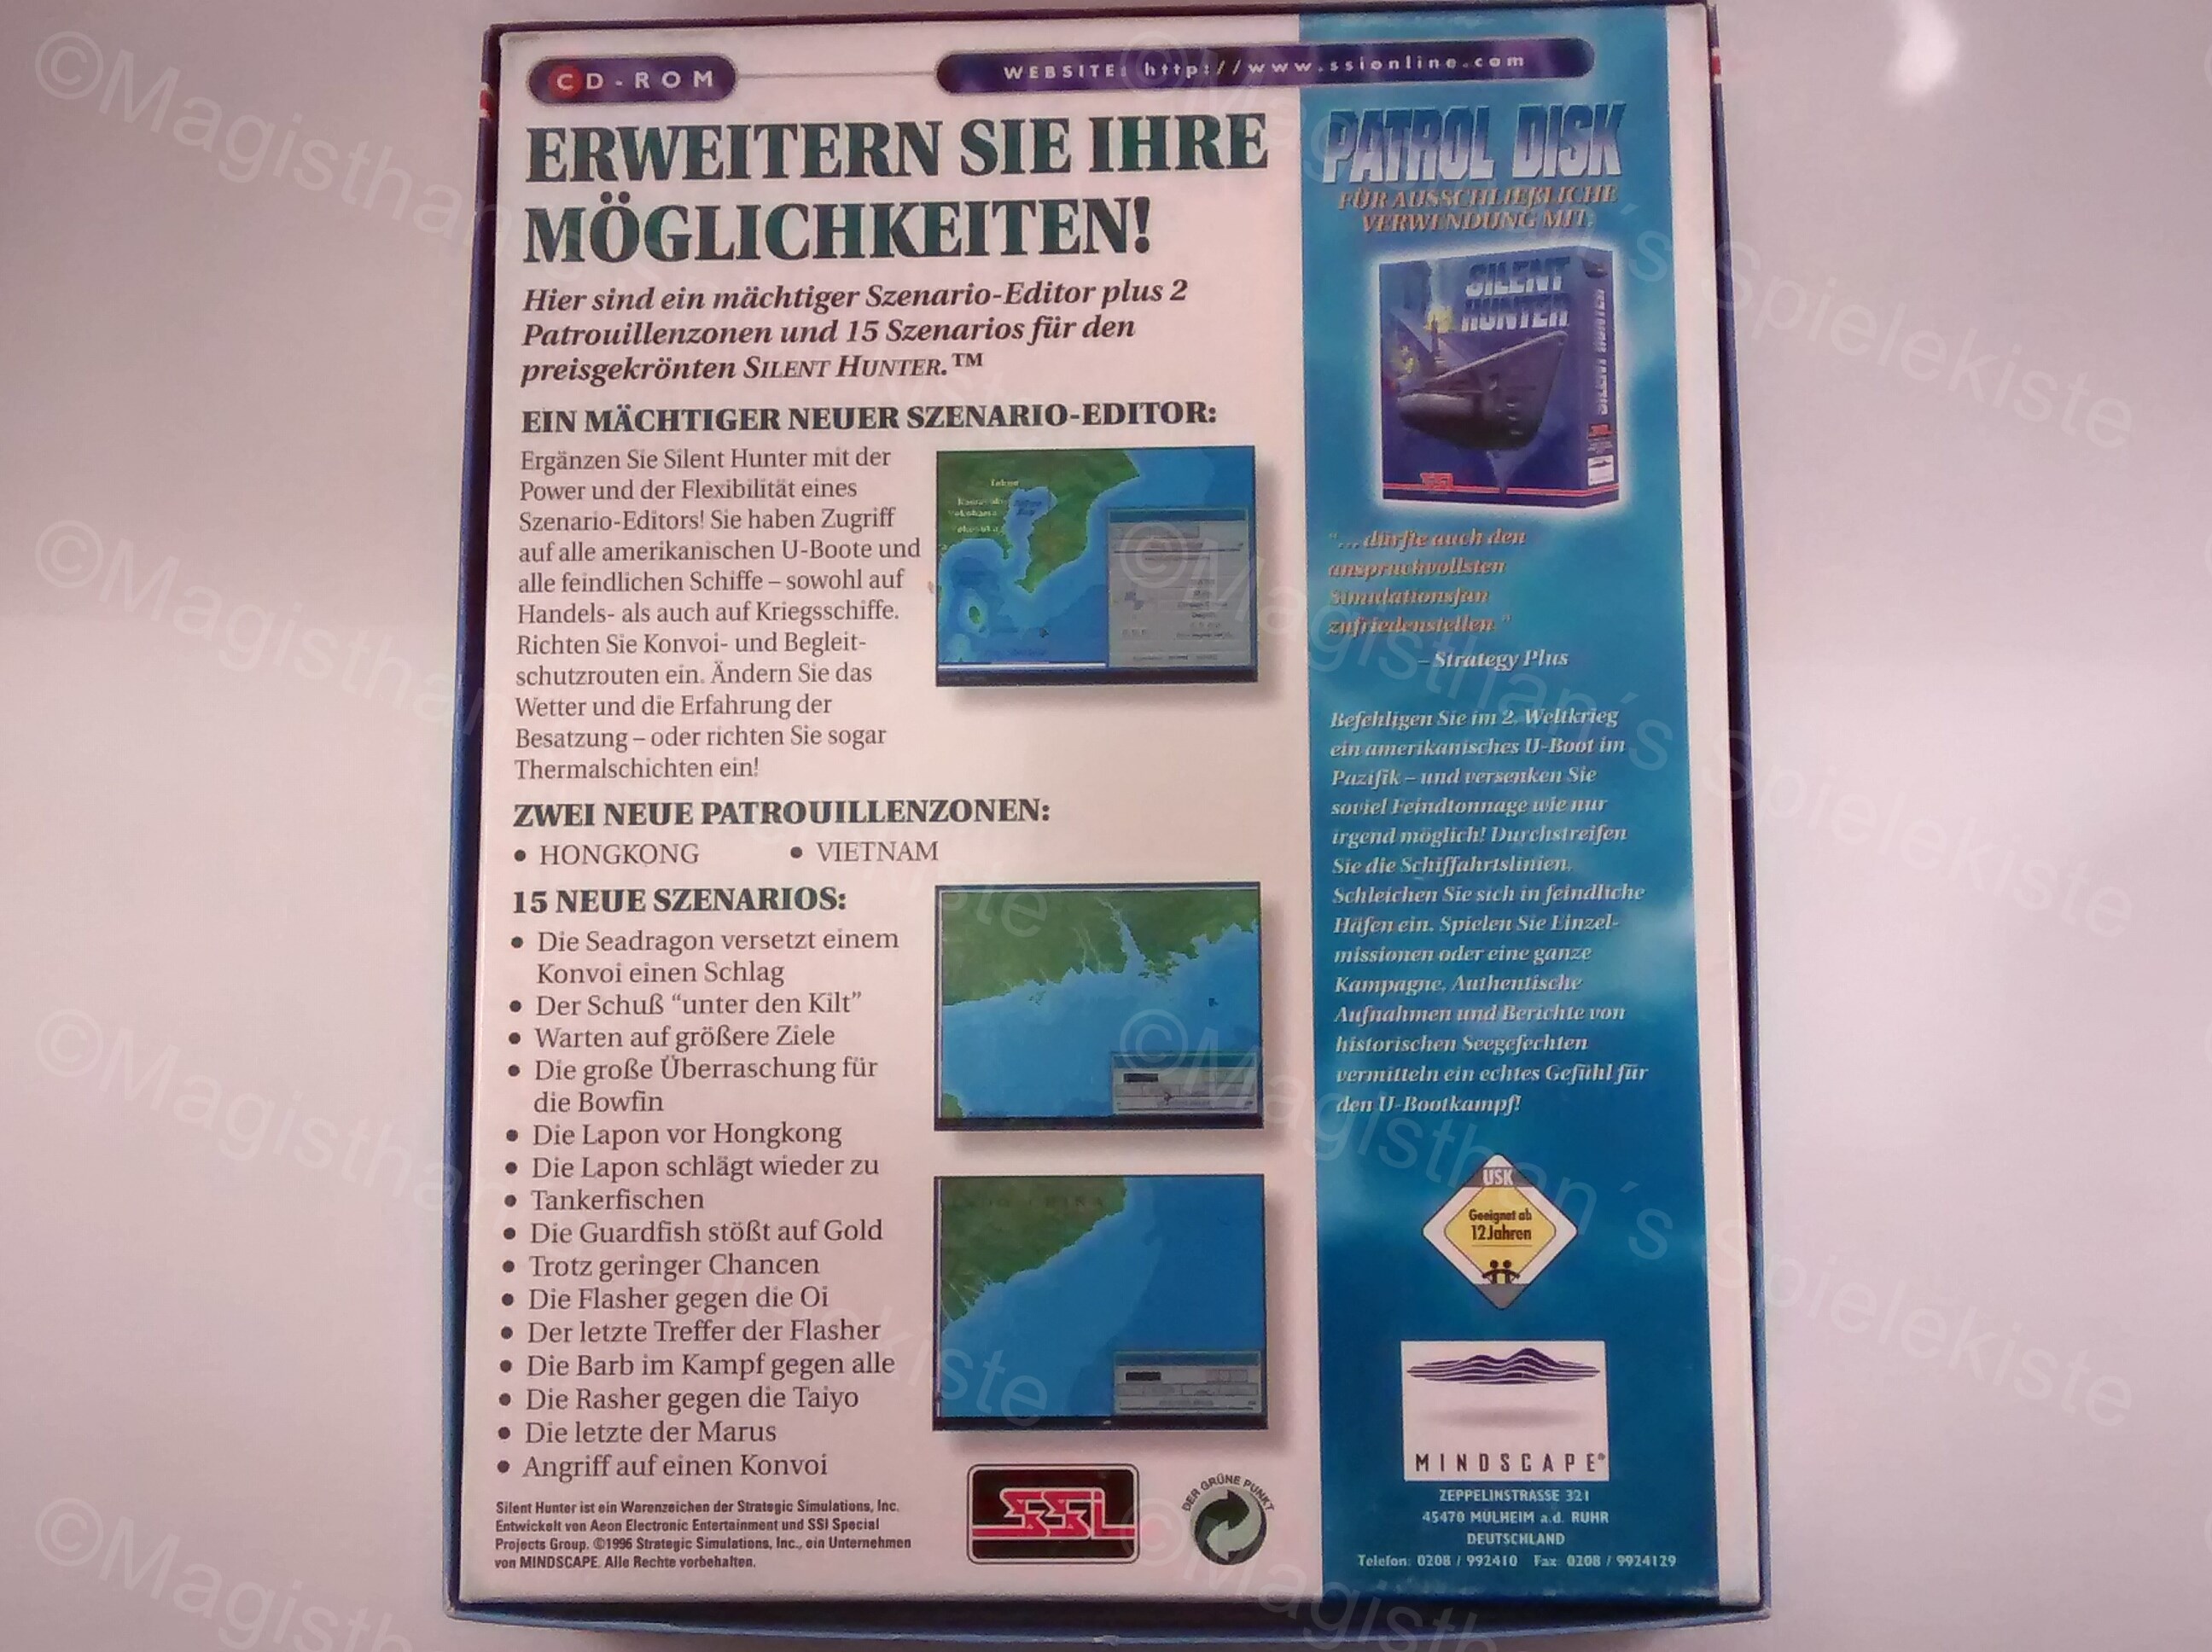 CD-ROM
WEBSITE: http://www.ssionline.com
ERWEITERN SIE IHRE
MÖGLICHKEITEN!
Hier sind ein mächtiger Szenario-Editor plus 2
Patrouillenzonen und 15 Szenarios für den
preisgekrönten SILENT HUNTER.™
EIN MÄCHTIGER NEUER SZENARIO-EDITOR:
Ergänzen Sie Silent Hunter mit der
Power und der Flexibilität eines
Szenario-Editors! Sie haben Zugriff
auf alle amerikanischen U-Boote und
alle feindlichen Schiffe – sowohl auf
Handels- als auch auf Kriegsschiffe.
Richten Sie Konvoi- und Begleit-
schutzrouten ein. Ändern Sie das
Wetter und die Erfahrung der
Besatzung – oder richten Sie sogar
Thermalschichten ein!
ZWEI NEUE PATROUILLENZONEN:
• HONGKONG • VIETNAM
15 NEUE SZENARIOS:
• Die Seadragon versetzt einem
Konvoi einen Schlag
• Der Schuß “unter den Kilt”
• Warten auf größere Ziele
• Die große Überraschung für
die Bowfin
• Die Lapon vor Hongkong
• Die Lapon schlägt wieder zu
• Tankerfischen
• Die Guardfish stößt auf Gold
• Trotz geringer Chancen
• Die Flasher gegen die Oi
• Der letzte Treffer der Flasher
• Die Barb im Kampf gegen alle
• Die Rasher gegen die Taiyo
• Die letzte der Marus
• Angriff auf einen Konvoi
Silent Hunter ist ein Warenzeichen der Strategic Simulations, Inc.
Entwickelt von Aeon Electronic Entertainment und SSI Special
Projects Group. ©1996 Strategic Simulations, Inc., ein Unternehmen
von MINDSCAPE. Alle Rechte vorbehalten.
SSI
DER GRÜNE PUNKT
PATROL DISK
FÜR AUSSCHLIEßLICHE
VERWENDUNG MIT:
SILENT
HUNTER
SILENT HUNTER
SSI
"... dürfte auch den
anspruchvollsten
Simulationsfan
zufriedenstellen."
– Strategy Plus
Befehligen Sie im 2. Weltkrieg
ein amerikanisches U-Boot im
Pazifik – und versenken Sie
soviel Feindtonnage wie nur
irgend möglich! Durchstreifen
Sie die Schiffahrtslinien.
Schleichen Sie sich in feindliche
Häfen ein. Spielen Sie Einzel-
missionen oder eine ganze
Kampagne. Authentische
Aufnahmen und Berichte von
historischen Seegefechten
vermitteln ein echtes Gefühl für
den U-Bootkampf!
USK
Geeignet ab
12 Jahren
MINDSCAPE®
ZEPPELINSTRASSE 321
45470 MULHEIM a.d. RUHR
DEUTSCHLAND
Telefon: 0208 / 992410 Fax 0208 / 9924129
©Magisthan´s Spielekiste